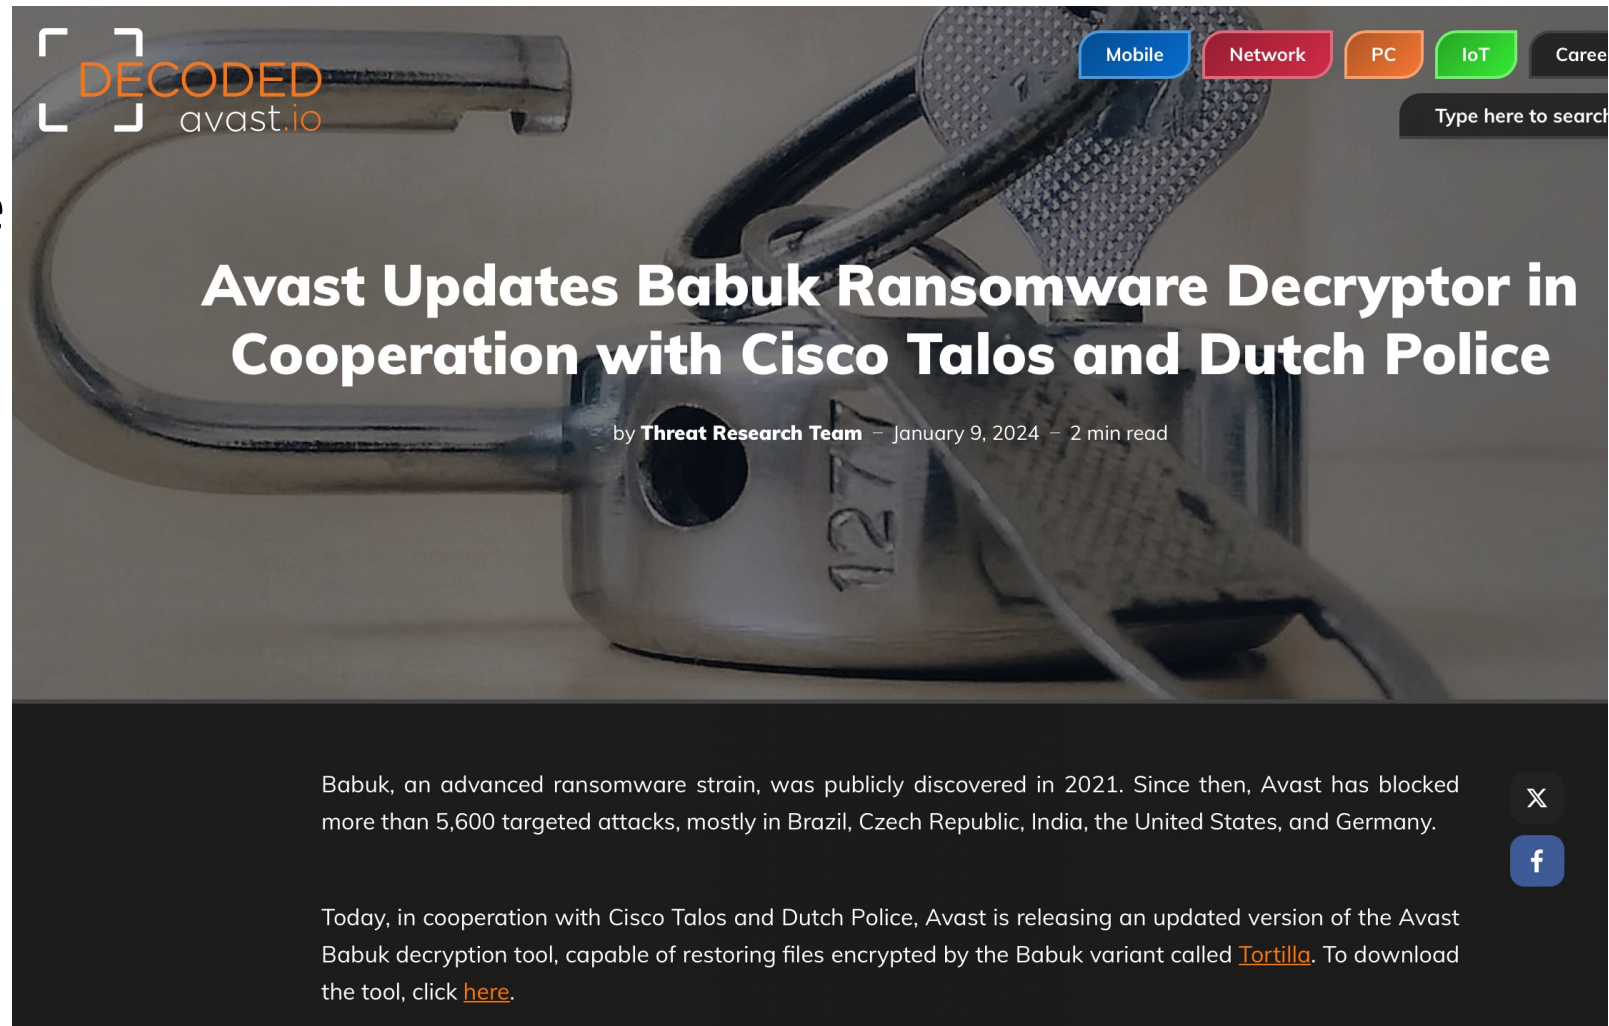 DECODED
avast.io
Mobile
Network
PC
IoT
Type here to search
Avast Updates Babuk Ransomware Decryptor in
Cooperation with Cisco Talos and Dutch Police
by Threat Research Team – January 9, 2024 – 2 min read
1277
Babuk, an advanced ransomware strain, was publicly discovered in 2021. Since then, Avast has blocked
more than 5,600 targeted attacks, mostly in Brazil, Czech Republic, India, the United States, and Germany.
Today, in cooperation with Cisco Talos and Dutch Police, Avast is releasing an updated version of the Avast
Babuk decryption tool, capable of restoring files encrypted by the Babuk variant called Tortilla. To download
the tool, click here.